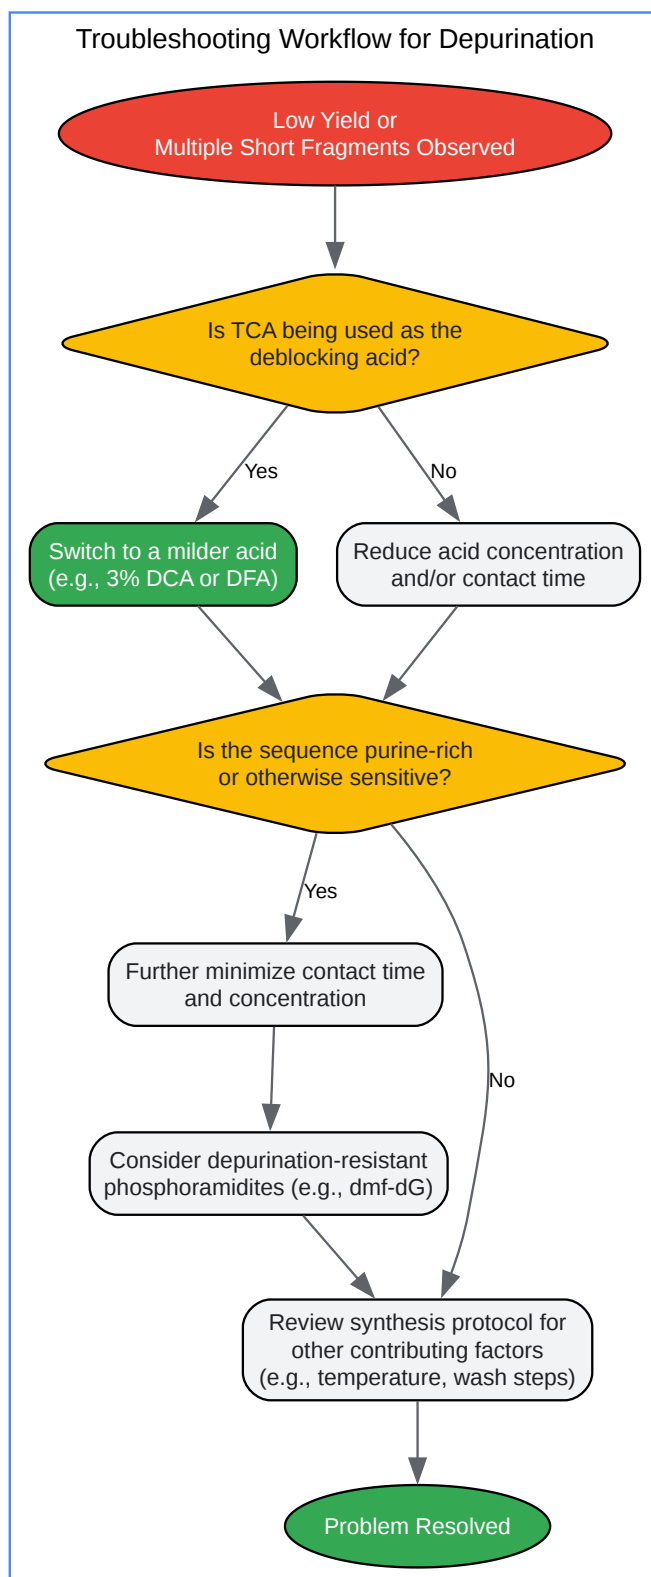 Troubleshooting Workflow for Depurination
Low Yield or
Multiple Short Fragments Observed
Is TCA being used as the
deblocking acid?
Yes
No
Switch to a milder acid
(e.g., 3% DCA or DFA)
Reduce acid concentration
and/or contact time
Is the sequence purine-rich
or otherwise sensitive?
Yes
Further minimize contact time
and concentration
No
Consider depurination-resistant
phosphoramidites (e.g., dmf-dG)
Review synthesis protocol for
other contributing factors
(e.g., temperature, wash steps)
Problem Resolved